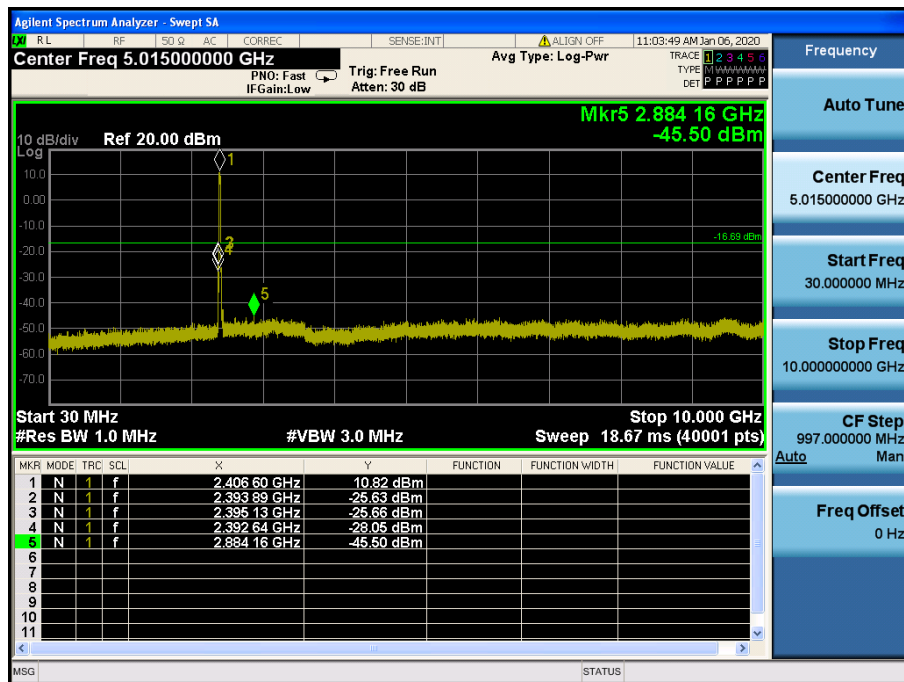 Agilent Spectrum Analyzer - Swept SA
LXI RL RF 50 Ω AC CORREC SENSE:INT ALIGN OFF 11:03:49 AM Jan 06, 2020
Center Freq 5.015000000 GHz
PNO: Fast
IFGain:Low
Trig: Free Run
Atten: 30 dB
Avg Type: Log-Pwr
TRACE 1 2 3 4 5 6
TYPE M WWWWW
DET P P P P P P
Mkr5 2.884 16 GHz
-45.50 dBm
10 dB/div Ref 20.00 dBm
Log
10.0
0.00
-10.0
-20.0
-30.0
-40.0
-50.0
-60.0
-70.0
1
5
-16.69 dBm
Start 30 MHz Stop 10.000 GHz
#Res BW 1.0 MHz #VBW 3.0 MHz Sweep 18.67 ms (40001 pts)
MKR MODE TRC SCL X Y FUNCTION FUNCTION WIDTH FUNCTION VALUE
1 N 1 f 2.406 60 GHz 10.82 dBm
2 N 1 f 2.393 89 GHz -25.63 dBm
3 N 1 f 2.395 13 GHz -25.66 dBm
4 N 1 f 2.392 64 GHz -28.05 dBm
5 N 1 f 2.884 16 GHz -45.50 dBm
6
7
8
9
10
11
MSG STATUS
Frequency
Auto Tune
Center Freq
5.015000000 GHz
Start Freq
30.000000 MHz
Stop Freq
10.000000000 GHz
CF Step
997.000000 MHz
Auto Man
Freq Offset
0 Hz